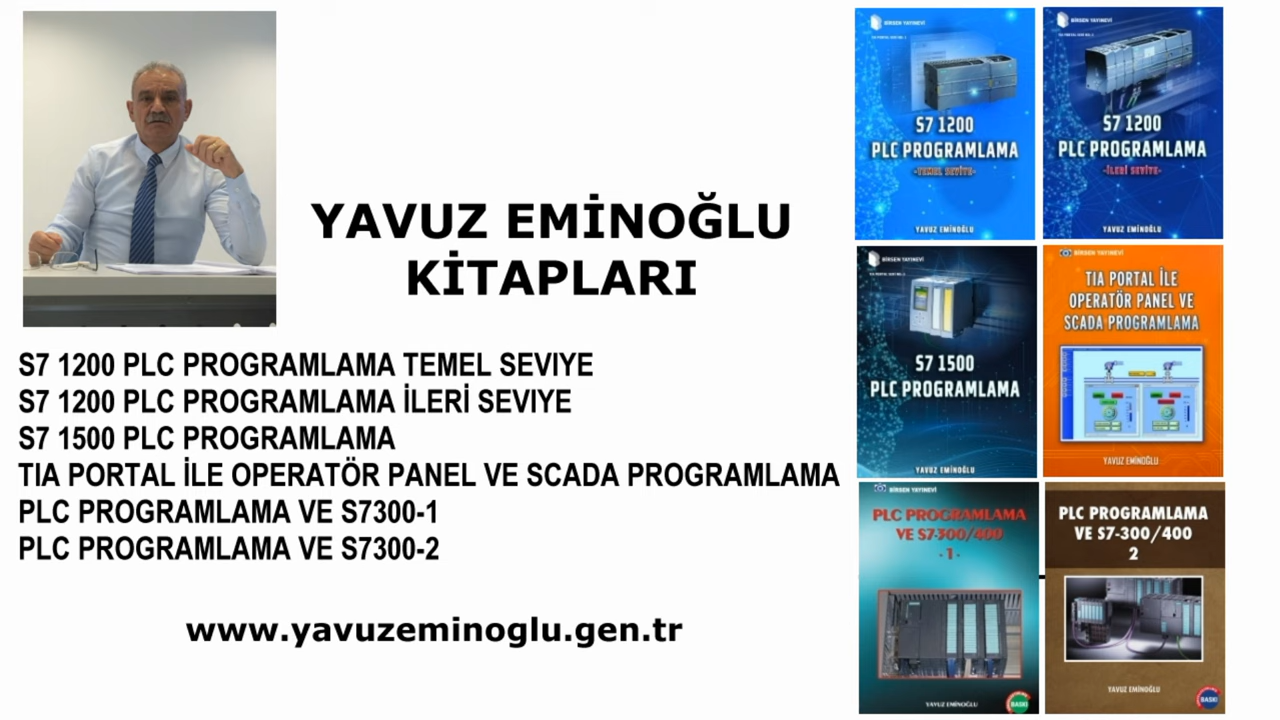 YAVUZ EMİNOĞLU
KİTAPLARI
S7 1200 PLC PROGRAMLAMA TEMEL SEVIYE
S7 1200 PLC PROGRAMLAMA İLERİ SEVIYE
S7 1500 PLC PROGRAMLAMA
TIA PORTAL İLE OPERATÖR PANEL VE SCADA PROGRAMLAMA
PLC PROGRAMLAMA VE S7300-1
PLC PROGRAMLAMA VE S7300-2
www.yavuzeminoglu.gen.tr
BİRSEN YAYINEVİ
S7 1200
PLC PROGRAMLAMA
-TEMEL SEVİYE-
YAVUZ EMİNOĞLU
BİRSEN YAYINEVİ
S7 1200
PLC PROGRAMLAMA
-İLERİ SEVİYE-
YAVUZ EMİNOĞLU
BİRSEN YAYINEVİ
S7 1500
PLC PROGRAMLAMA
YAVUZ EMİNOĞLU
BİRSEN YAYINEVİ
TIA PORTAL İLE
OPERATÖR PANEL VE
SCADA PROGRAMLAMA
YAVUZ EMİNOĞLU
BİRSEN YAYINEVİ
PLC PROGRAMLAMA
VE S7-300/400
-1-
YAVUZ EMİNOĞLU
BASKI
PLC PROGRAMLAMA
VE S7-300/400
2
YAVUZ EMİNOĞLU
BASKI